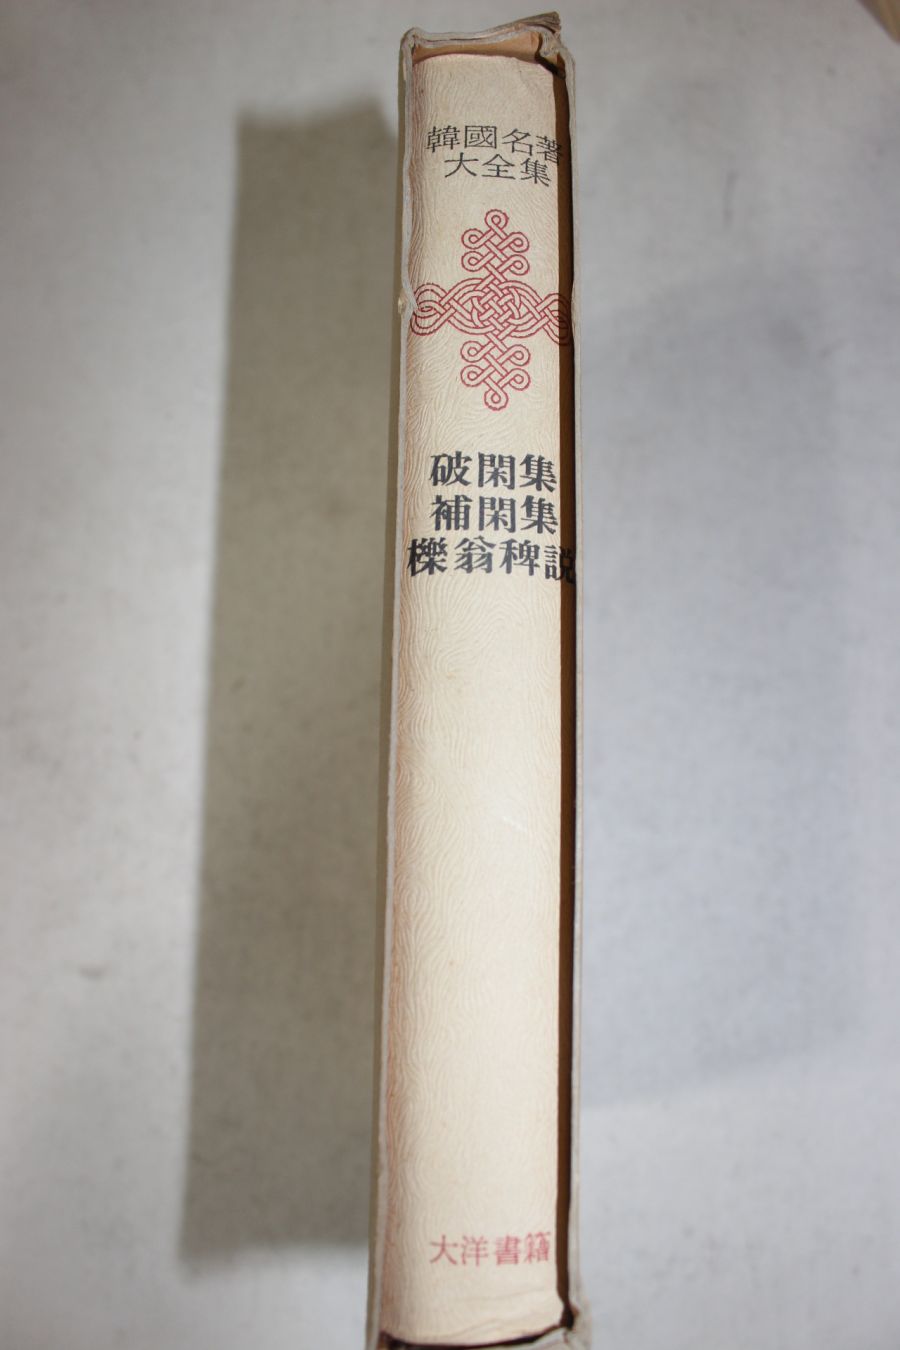 韓國名著
大全集
破閑集
補閑集
櫟翁稗説
大洋書籍